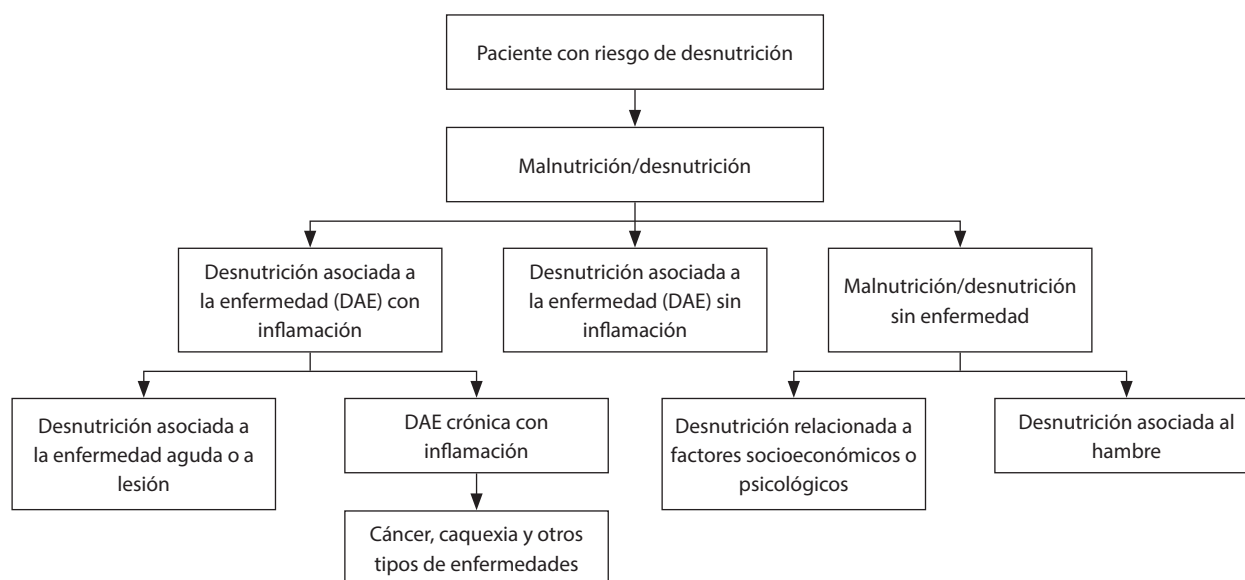 Paciente con riesgo de desnutrición
Malnutrición/desnutrición
Desnutrición asociada a
la enfermedad (DAE) con
inflamación
Desnutrición asociada a
la enfermedad (DAE) sin
inflamación
Malnutrición/desnutrición
sin enfermedad
Desnutrición asociada a
la enfermedad aguda o a
lesión
DAE crónica con
inflamación
Desnutrición relacionada a
factores socioeconómicos o
psicológicos
Desnutrición asociada al
hambre
Cáncer, caquexia y otros
tipos de enfermedades